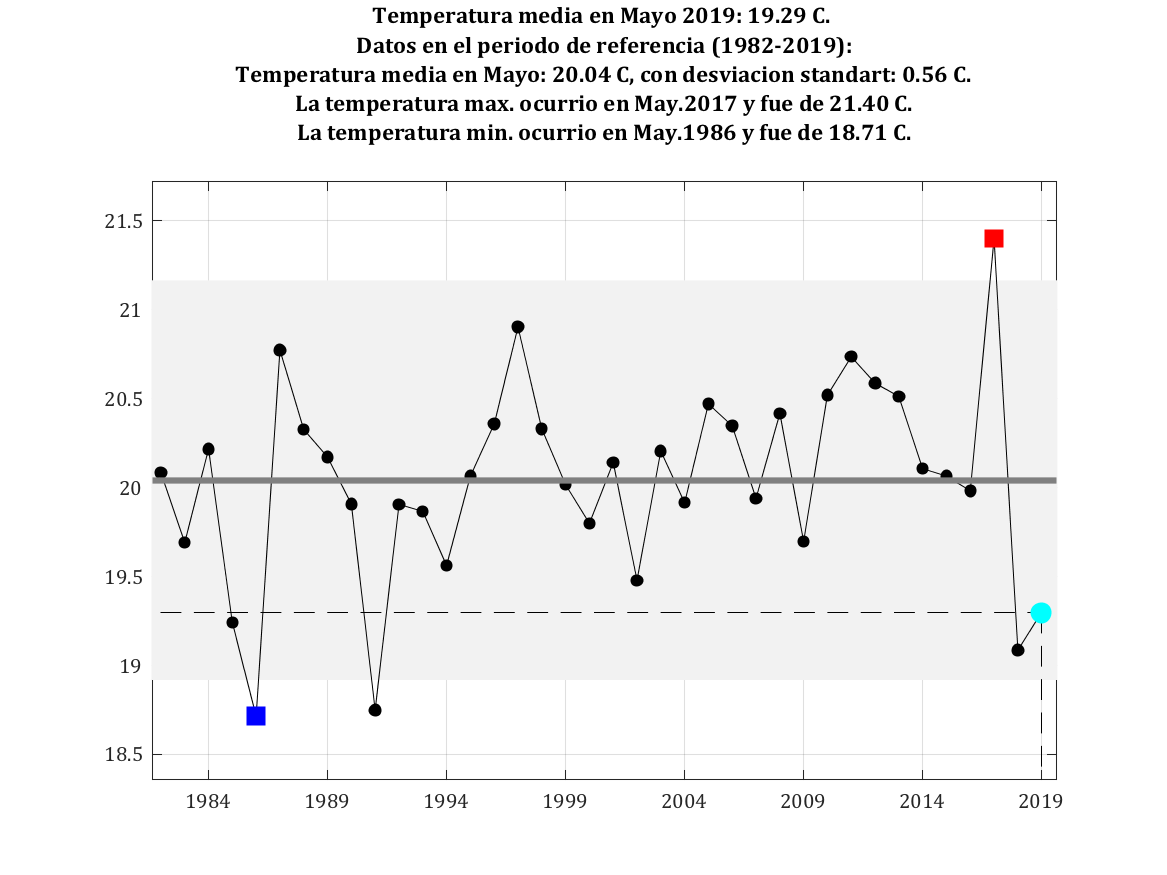 Temperatura media en Mayo 2019: 19.29 C.
Datos en el periodo de referencia (1982-2019):
Temperatura media en Mayo: 20.04 C, con desviacion standart: 0.56 C.
La temperatura max. ocurrio en May.2017 y fue de 21.40 C.
La temperatura min. ocurrio en May.1986 y fue de 18.71 C.
21.5
21
20.5
20
19.5
19
18.5
1984 1989 1994 1999 2004 2009 2014 2019